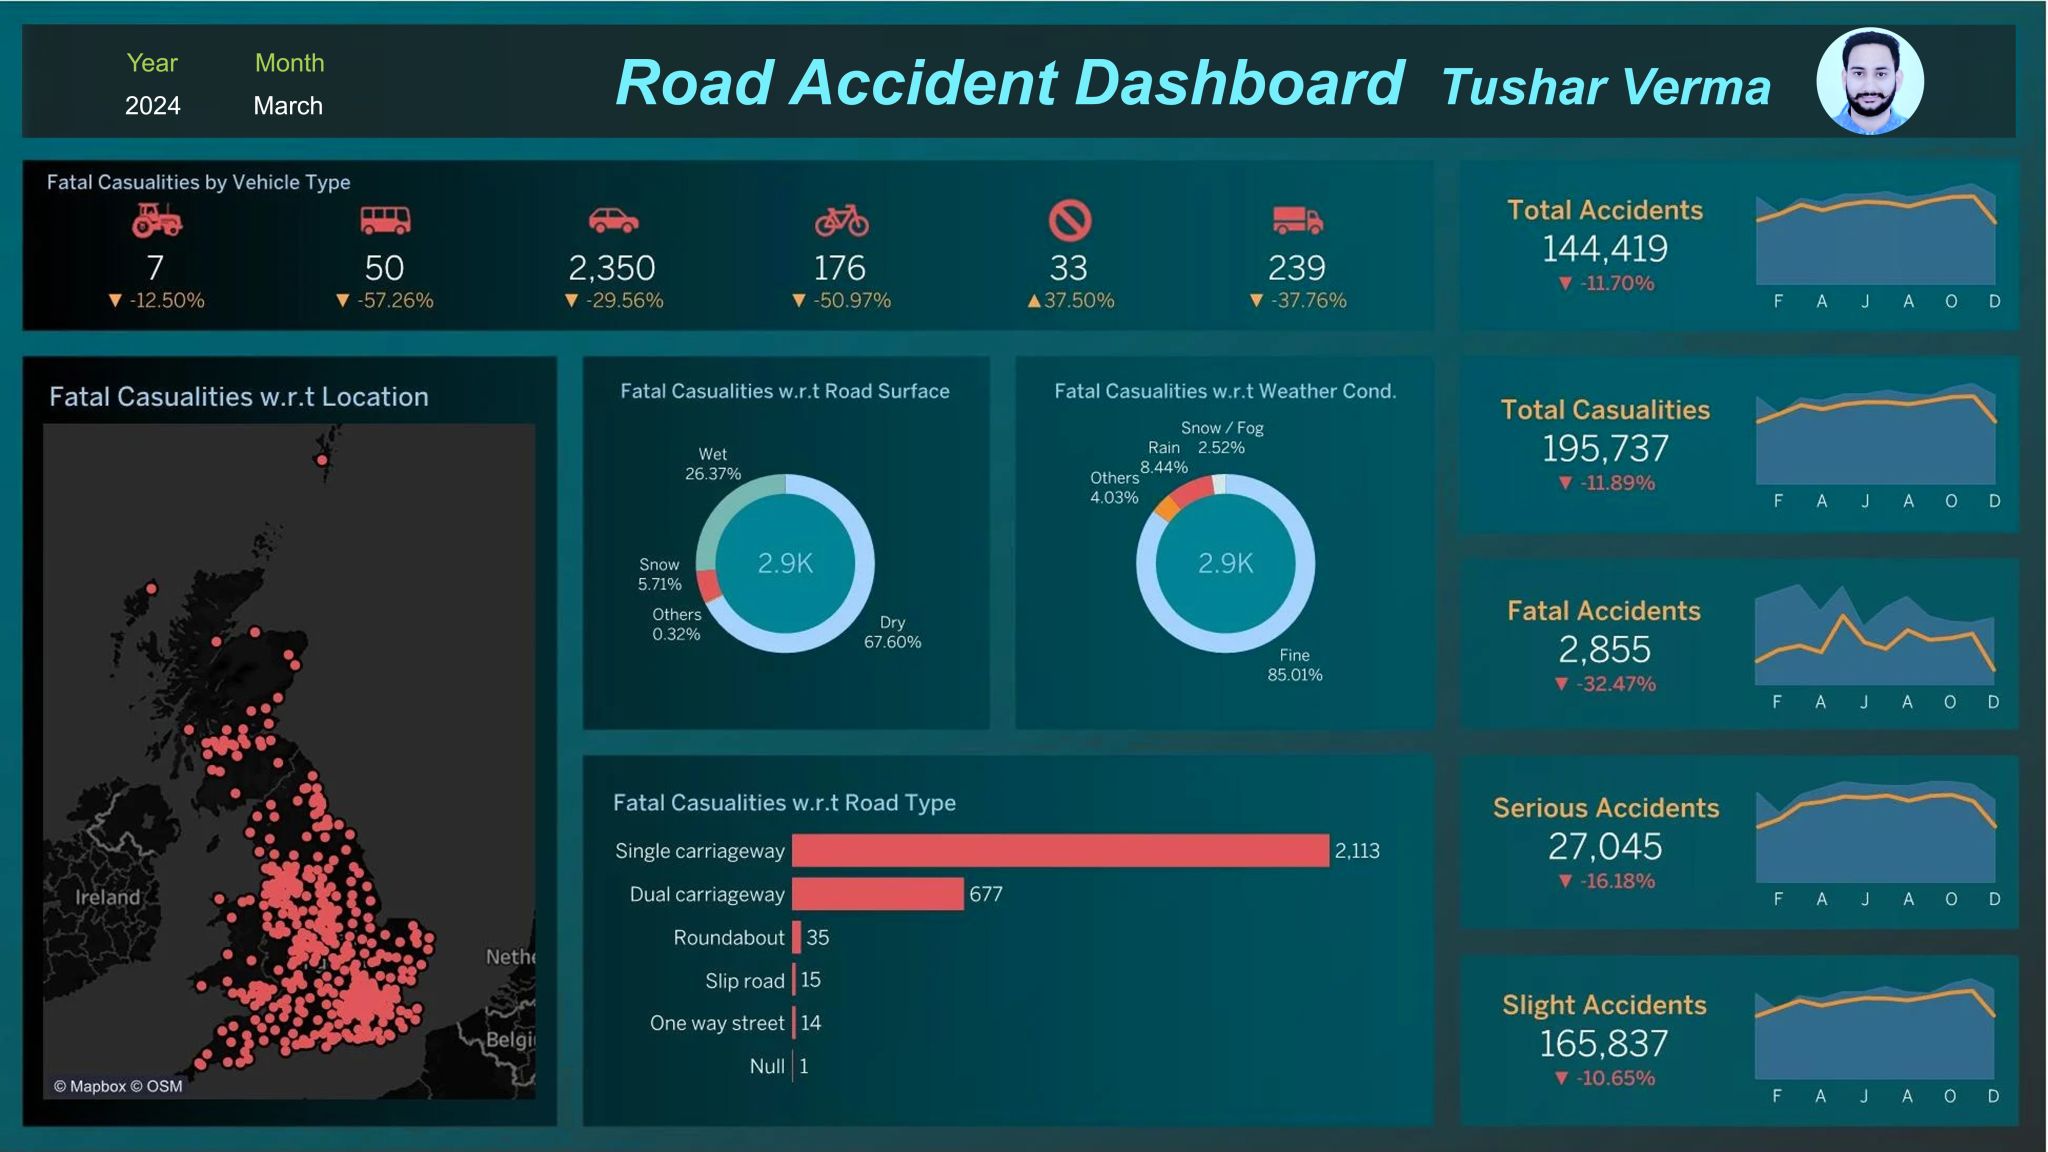 Year
Month
2024
March
Road Accident Dashboard
Tushar Verma
Fatal Casualities by Vehicle Type
7
▼ -12.50%
50
▼ -57.26%
2,350
▼ -29.56%
176
▼ -50.97%
33
▲37.50%
239
▼ -37.76%
Total Accidents
144,419
▼ -11.70%
F A J A O D
Fatal Casualities w.r.t Location
Ireland
Nethe
Belgi
© Mapbox © OSM
Fatal Casualities w.r.t Road Surface
Wet
26.37%
Snow
5.71%
Others
0.32%
2.9K
Dry
67.60%
Fatal Casualities w.r.t Weather Cond.
Snow / Fog
2.52%
Rain
8.44%
Others
4.03%
2.9K
Fine
85.01%
Total Casualities
195,737
▼ -11.89%
F A J A O D
Fatal Accidents
2,855
▼ -32.47%
F A J A O D
Fatal Casualities w.r.t Road Type
Single carriageway 2,113
Dual carriageway 677
Roundabout 35
Slip road 15
One way street 14
Null 1
Serious Accidents
27,045
▼ -16.18%
F A J A O D
Slight Accidents
165,837
▼ -10.65%
F A J A O D